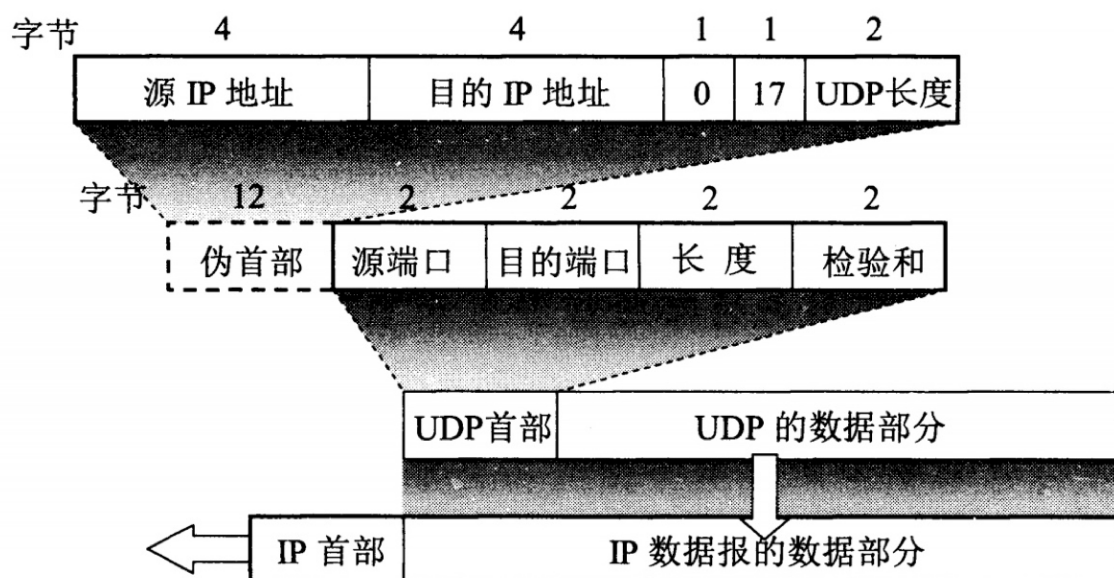 字节 4 4 1 1 2
源 IP 地址 目的 IP 地址 0 17 UDP长度
字节 12 2 2 2 2
伪首部 源端口 目的端口 长 度 检验和
UDP首部 UDP 的数据部分
IP 首部 IP 数据报的数据部分